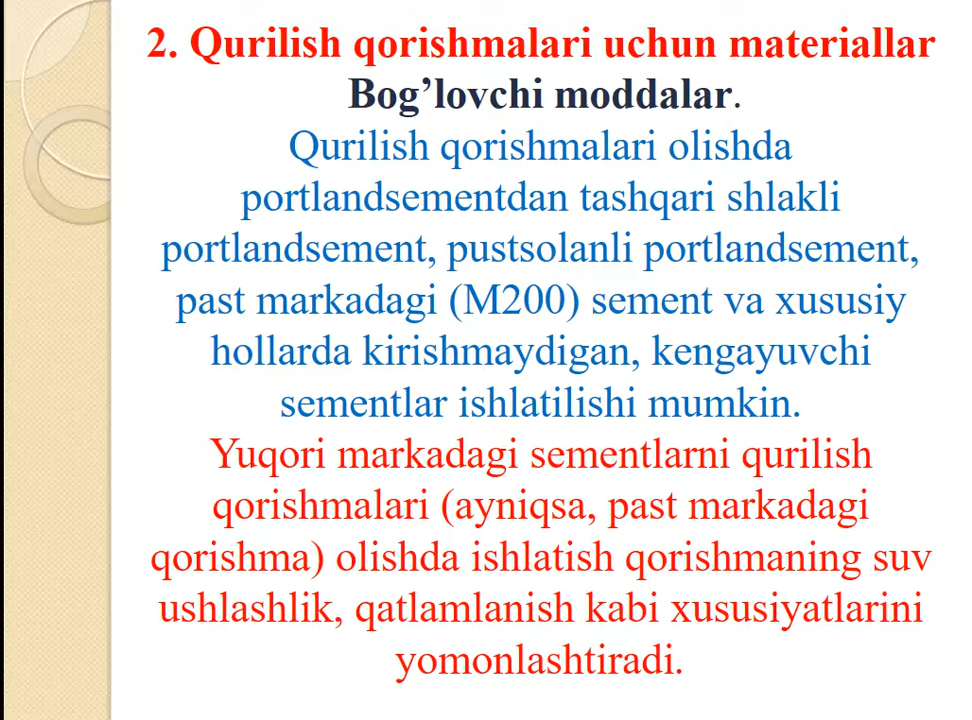 2. Qurilish qorishmalari uchun materiallar
Bog’lovchi moddalar.
Qurilish qorishmalari olishda
portlandsementdan tashqari shlakli
portlandsement, pustsolanli portlandsement,
past markadagi (M200) sement va xususiy
hollarda kirishmaydigan, kengayuvchi
sementlar ishlatilishi mumkin.
Yuqori markadagi sementlarni qurilish
qorishmalari (ayniqsa, past markadagi
qorishma) olishda ishlatish qorishmaning suv
ushlashlik, qatlamlanish kabi xususiyatlarini
yomonlashtiradi.